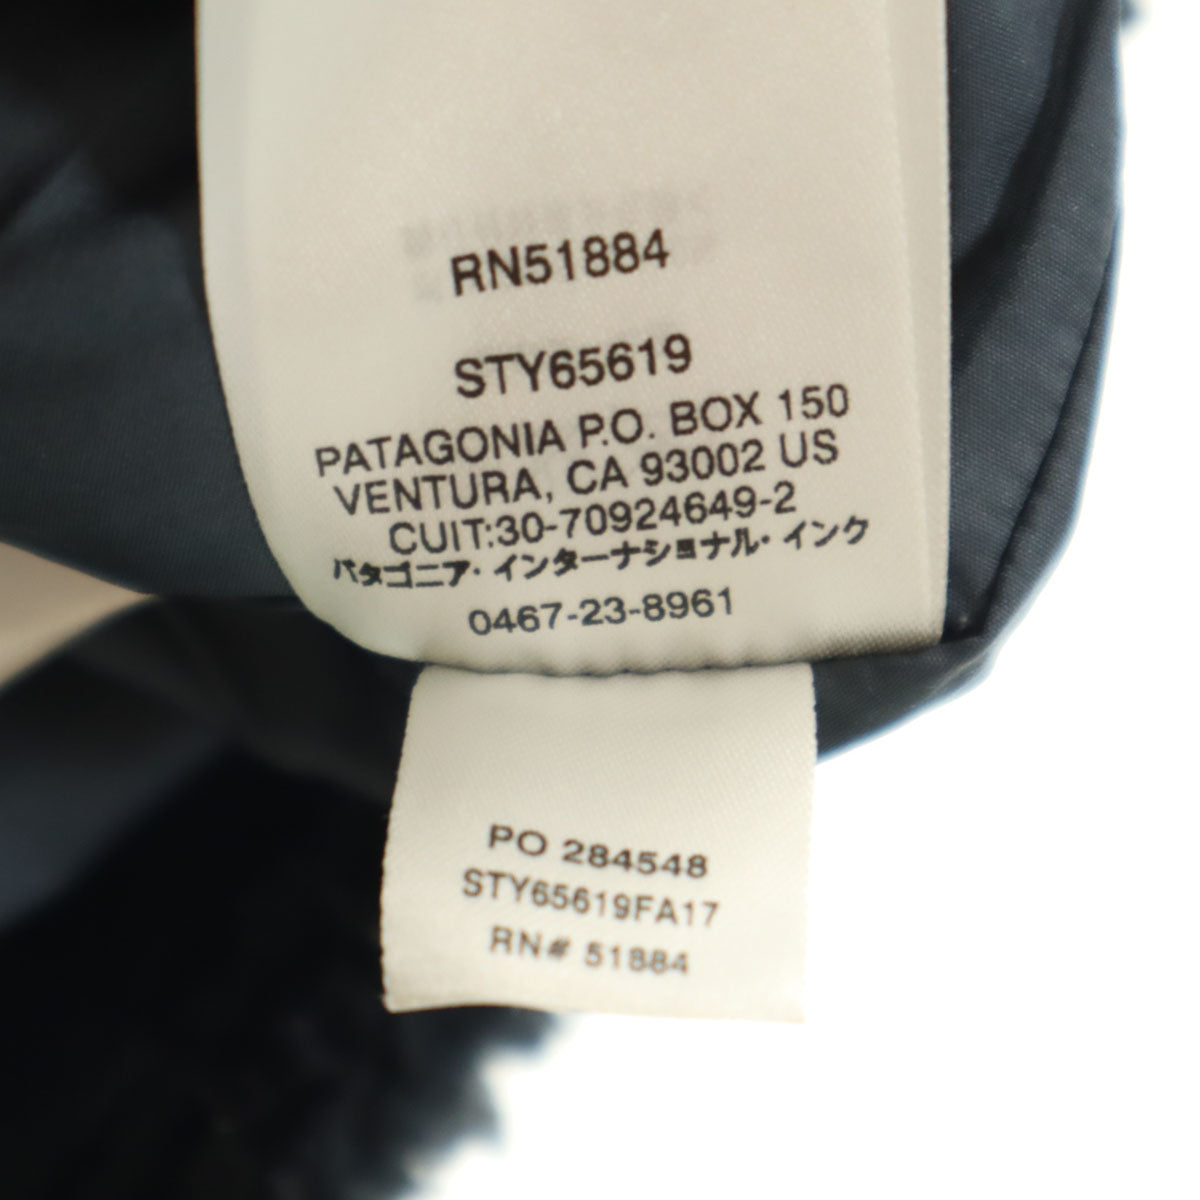 RN51884
STY65619
PATAGONIA P.O. BOX 150
VENTURA, CA 93002 US
CUIT:30-70924649-2
パタゴニア・インターナショナル・インク
0467-23-8961
PO 284548
STY65619FA17
RN# 51884